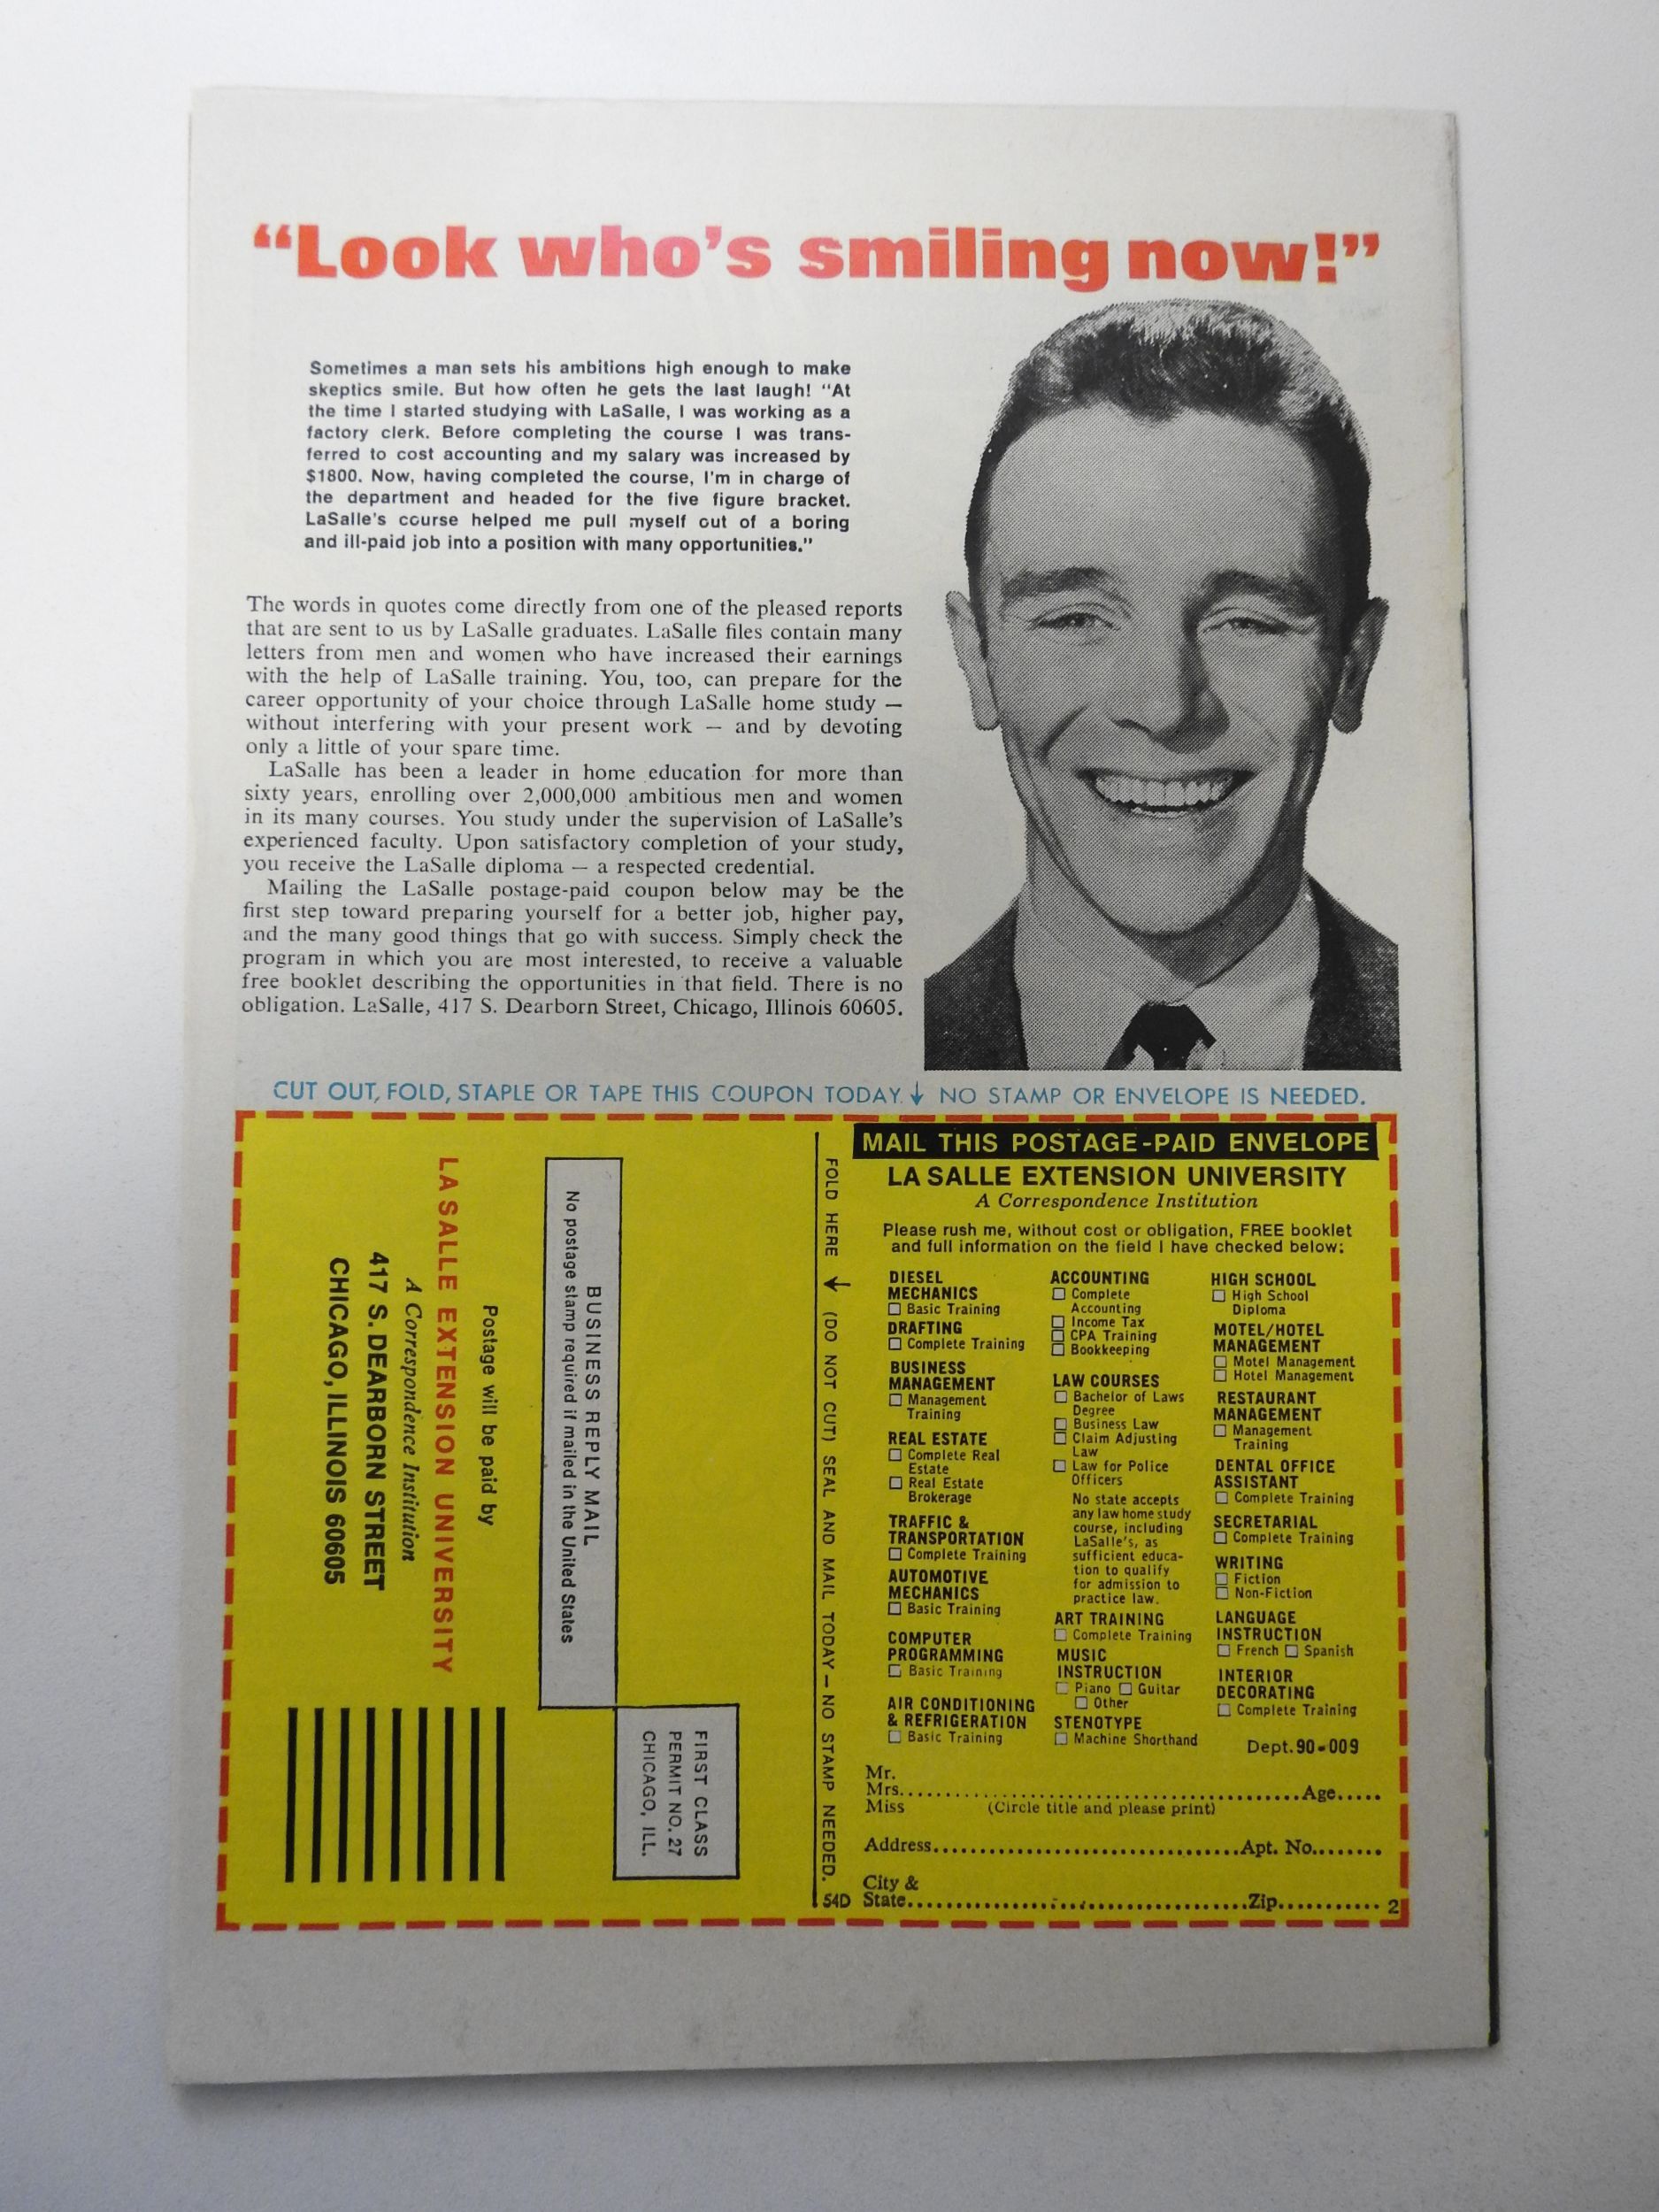 “Look who’s smiling now!”
Sometimes a man sets his ambitions high enough to make
skeptics smile. But how often he gets the last laugh! “At
the time I started studying with LaSalle, I was working as a
factory clerk. Before completing the course I was trans-
ferred to cost accounting and my salary was increased by
$1800. Now, having completed the course, I’m in charge of
the department and headed for the five figure bracket.
LaSalle’s course helped me pull myself out of a boring
and ill-paid job into a position with many opportunities.”
The words in quotes come directly from one of the pleased reports
that are sent to us by LaSalle graduates. LaSalle files contain many
letters from men and women who have increased their earnings
with the help of LaSalle training. You, too, can prepare for the
career opportunity of your choice through LaSalle home study —
without interfering with your present work — and by devoting
only a little of your spare time.
LaSalle has been a leader in home education for more than
sixty years, enrolling over 2,000,000 ambitious men and women
in its many courses. You study under the supervision of LaSalle’s
experienced faculty. Upon satisfactory completion of your study,
you receive the LaSalle diploma — a respected credential.
Mailing the LaSalle postage-paid coupon below may be the
first step toward preparing yourself for a better job, higher pay,
and the many good things that go with success. Simply check the
program in which you are most interested, to receive a valuable
free booklet describing the opportunities in that field. There is no
obligation. LaSalle, 417 S. Dearborn Street, Chicago, Illinois 60605.
CUT OUT, FOLD, STAPLE OR TAPE THIS COUPON TODAY. ↓ NO STAMP OR ENVELOPE IS NEEDED.
FIRST CLASS
PERMIT NO. 27
CHICAGO, ILL.
BUSINESS REPLY MAIL
No postage stamp required if mailed in the United States
Postage will be paid by
LA SALLE EXTENSION UNIVERSITY
A Correspondence Institution
417 S. DEARBORN STREET
CHICAGO, ILLINOIS 60605
FOLD HERE ↓ (DO NOT CUT) SEAL AND MAIL TODAY — NO STAMP NEEDED.
54D
MAIL THIS POSTAGE-PAID ENVELOPE
LA SALLE EXTENSION UNIVERSITY
A Correspondence Institution
Please rush me, without cost or obligation, FREE booklet
and full information on the field I have checked below:
DIESEL
MECHANICS
☐ Basic Training
DRAFTING
☐ Complete Training
BUSINESS
MANAGEMENT
☐ Management
Training
REAL ESTATE
☐ Complete Real
Estate
☐ Real Estate
Brokerage
TRAFFIC &
TRANSPORTATION
☐ Complete Training
AUTOMOTIVE
MECHANICS
☐ Basic Training
COMPUTER
PROGRAMMING
☐ Basic Training
AIR CONDITIONING
& REFRIGERATION
☐ Basic Training
ACCOUNTING
☐ Complete
Accounting
☐ Income Tax
☐ CPA Training
☐ Bookkeeping
LAW COURSES
☐ Bachelor of Laws
Degree
☐ Business Law
☐ Claim Adjusting
Law
☐ Law for Police
Officers
No state accepts
any law home study
course, including
LaSalle’s, as
sufficient educa-
tion to qualify
for admission to
practice law.
ART TRAINING
☐ Complete Training
MUSIC
INSTRUCTION
☐ Piano ☐ Guitar
☐ Other
STENOTYPE
☐ Machine Shorthand
HIGH SCHOOL
☐ High School
Diploma
MOTEL/HOTEL
MANAGEMENT
☐ Motel Management
☐ Hotel Management
RESTAURANT
MANAGEMENT
☐ Management
Training
DENTAL OFFICE
ASSISTANT
☐ Complete Training
SECRETARIAL
☐ Complete Training
WRITING
☐ Fiction
☐ Non-Fiction
LANGUAGE
INSTRUCTION
☐ French ☐ Spanish
INTERIOR
DECORATING
☐ Complete Training
Dept. 90-009
Mr.
Mrs.......................................................Age.....
Miss (Circle title and please print)
Address.............................................Apt. No.........
City &
State.................................................Zip............ 2